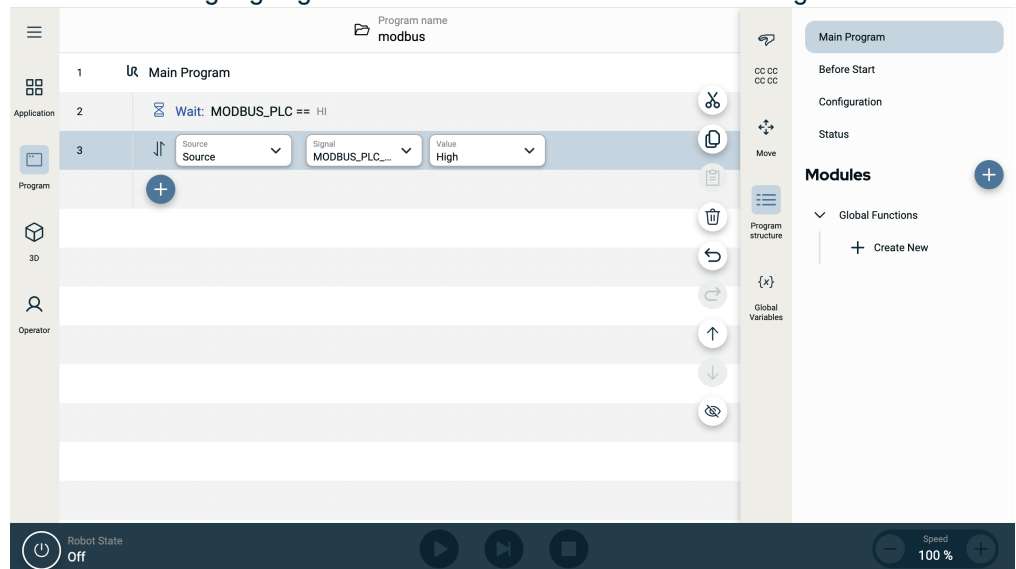 Program name
modbus
Application
Program
3D
Operator
1 Main Program
2 Wait: MODBUS_PLC == HI
3
Source
Source
Signal
MODBUS_PLC_...
Value
High
CC CC
CC CC
Move
Program
structure
{x}
Global
Variables
Main Program
Before Start
Configuration
Status
Modules
Global Functions
Create New
Robot State
Off
Speed
100 %